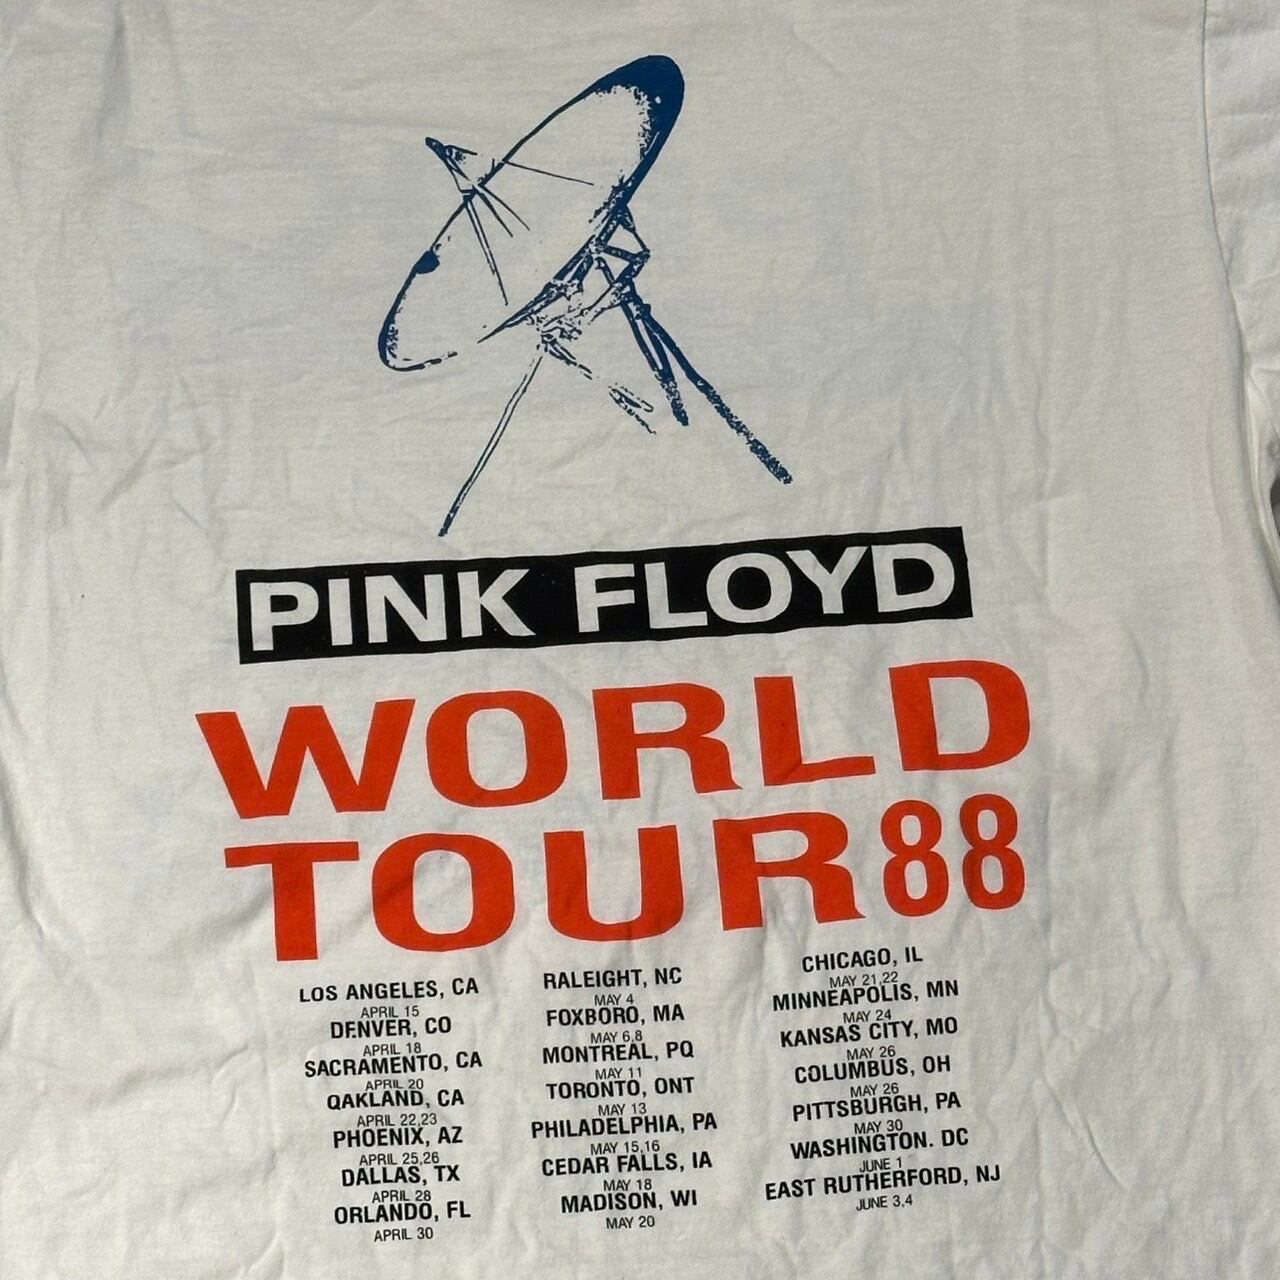 PINK FLOYD
WORLD
TOUR 88
LOS ANGELES, CA
APRIL 15
DENVER, CO
APRIL 18
SACRAMENTO, CA
APRIL 20
QAKLAND, CA
APRIL 22,23
PHOENIX, AZ
APRIL 25,26
DALLAS, TX
APRIL 28
ORLANDO, FL
APRIL 30
RALEIGHT, NC
MAY 4
FOXBORO, MA
MAY 6,8
MONTREAL, PQ
MAY 11
TORONTO, ONT
MAY 13
PHILADELPHIA, PA
MAY 15,16
CEDAR FALLS, IA
MAY 18
MADISON, WI
MAY 20
CHICAGO, IL
MAY 21,22
MINNEAPOLIS, MN
MAY 24
KANSAS CITY, MO
MAY 26
COLUMBUS, OH
MAY 26
PITTSBURGH, PA
MAY 30
WASHINGTON. DC
JUNE 1
EAST RUTHERFORD, NJ
JUNE 3,4